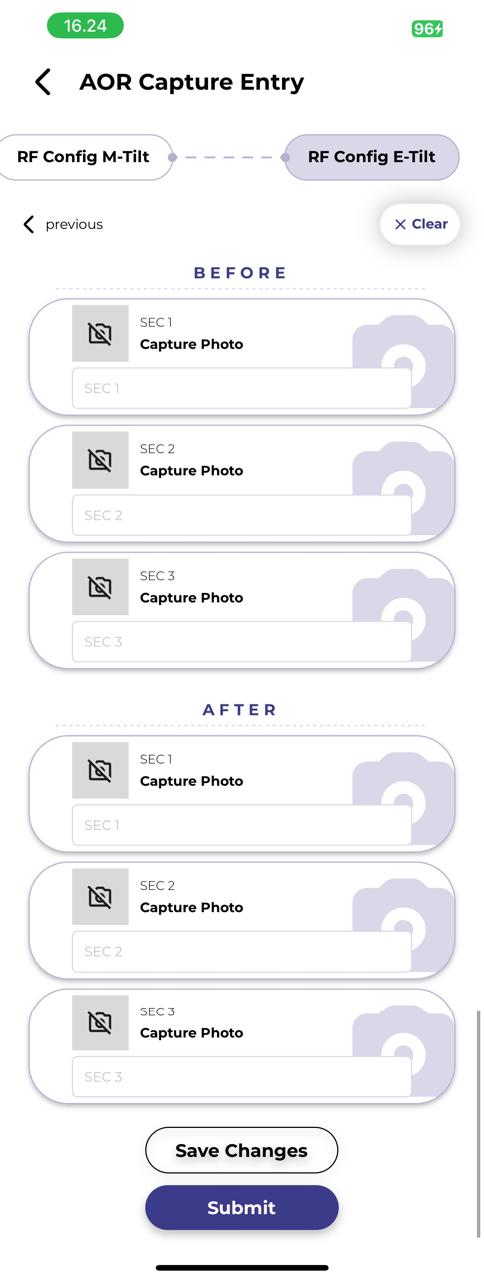 16.24
96
AOR Capture Entry
RF Config M-Tilt
RF Config E-Tilt
previous
Clear
BEFORE
SEC 1
Capture Photo
SEC 1
SEC 2
Capture Photo
SEC 2
SEC 3
Capture Photo
SEC 3
AFTER
SEC 1
Capture Photo
SEC 1
SEC 2
Capture Photo
SEC 2
SEC 3
Capture Photo
SEC 3
Save Changes
Submit